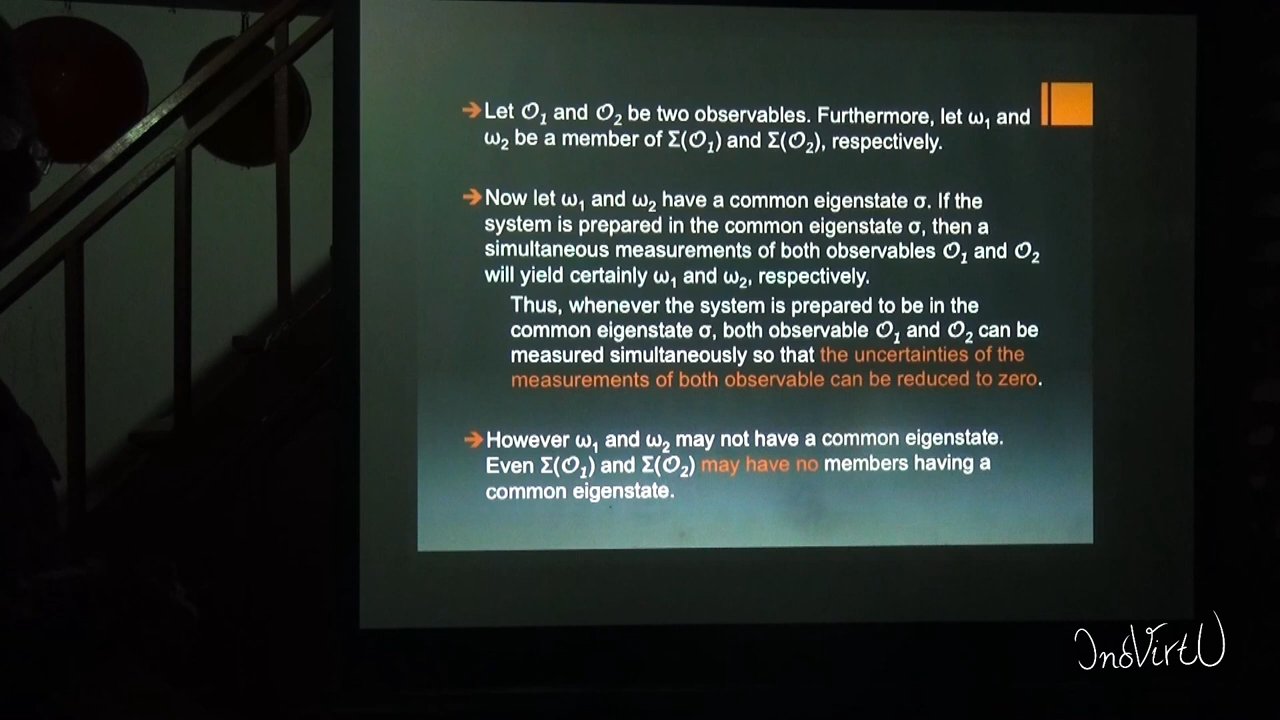 ➔ Let 𝒪₁ and 𝒪₂ be two observables. Furthermore, let ω₁ and
ω₂ be a member of Σ(𝒪₁) and Σ(𝒪₂), respectively.
➔ Now let ω₁ and ω₂ have a common eigenstate σ. If the
system is prepared in the common eigenstate σ, then a
simultaneous measurements of both observables 𝒪₁ and 𝒪₂
will yield certainly ω₁ and ω₂, respectively.
Thus, whenever the system is prepared to be in the
common eigenstate σ, both observable 𝒪₁ and 𝒪₂ can be
measured simultaneously so that the uncertainties of the
measurements of both observable can be reduced to zero.
➔ However ω₁ and ω₂ may not have a common eigenstate.
Even Σ(𝒪₁) and Σ(𝒪₂) may have no members having a
common eigenstate.